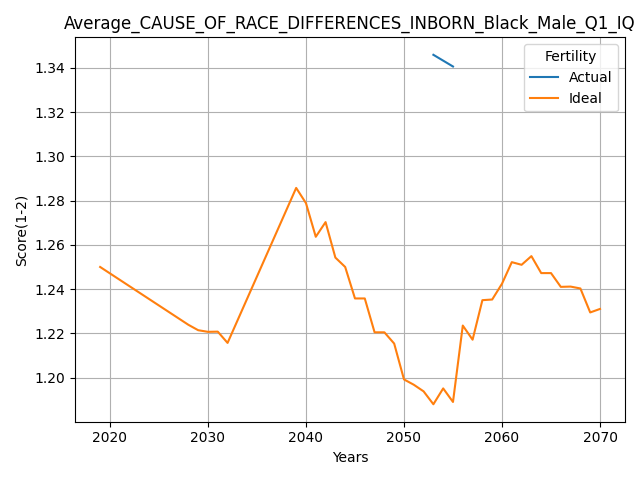 Average_CAUSE_OF_RACE_DIFFERENCES_INBORN_Black_Male_Q1_IQ
Fertility
Actual
Ideal
1.34
1.32
1.30
1.28
1.26
1.24
1.22
1.20
Score(1-2)
2020 2030 2040 2050 2060 2070
Years